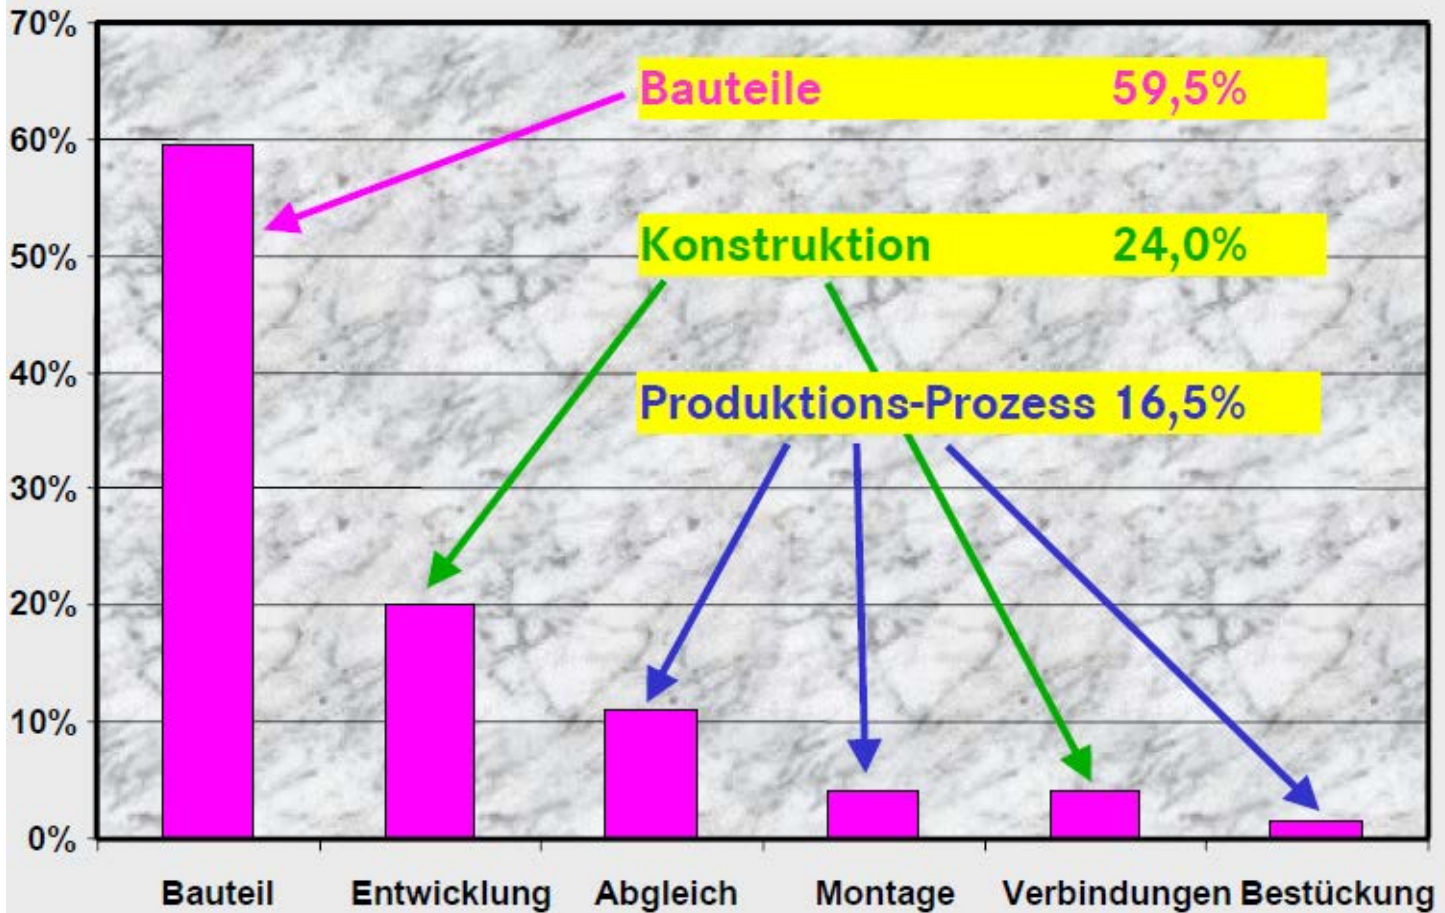 70%
60%
50%
40%
30%
20%
10%
0%
Bauteile 59,5%
Konstruktion 24,0%
Produktions-Prozess 16,5%
Bauteil Entwicklung Abgleich Montage Verbindungen Bestückung